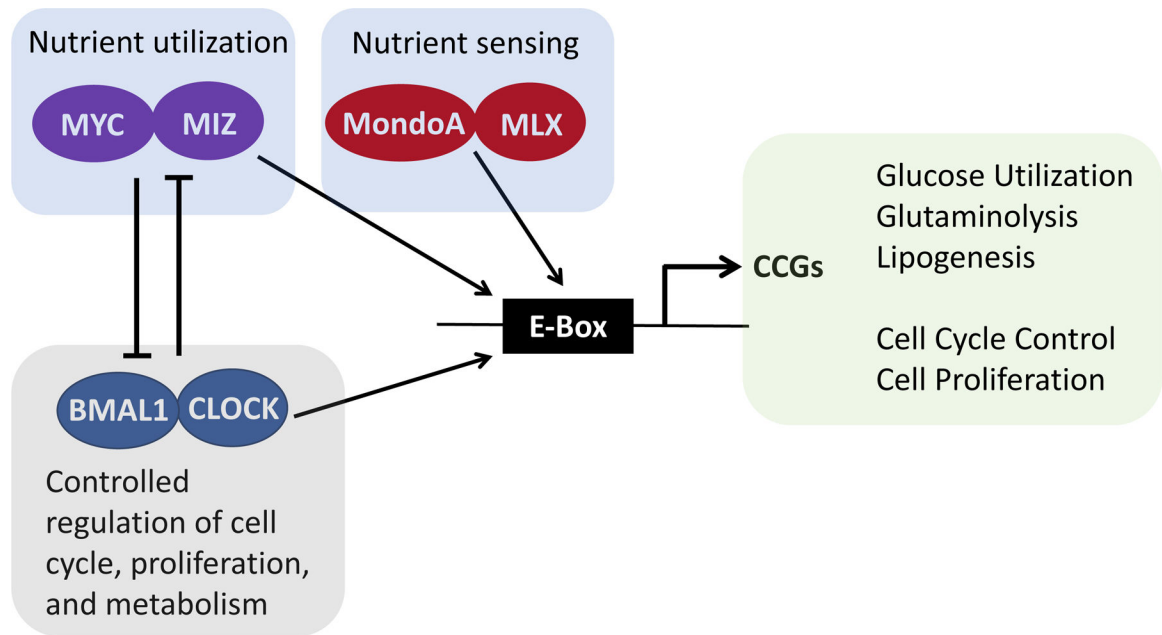 Nutrient utilization
MYC
MIZ
Nutrient sensing
MondoA
MLX
Glucose Utilization
Glutaminolysis
Lipogenesis
CCGs
E-Box
Cell Cycle Control
Cell Proliferation
BMAL1
CLOCK
Controlled
regulation of cell
cycle, proliferation,
and metabolism